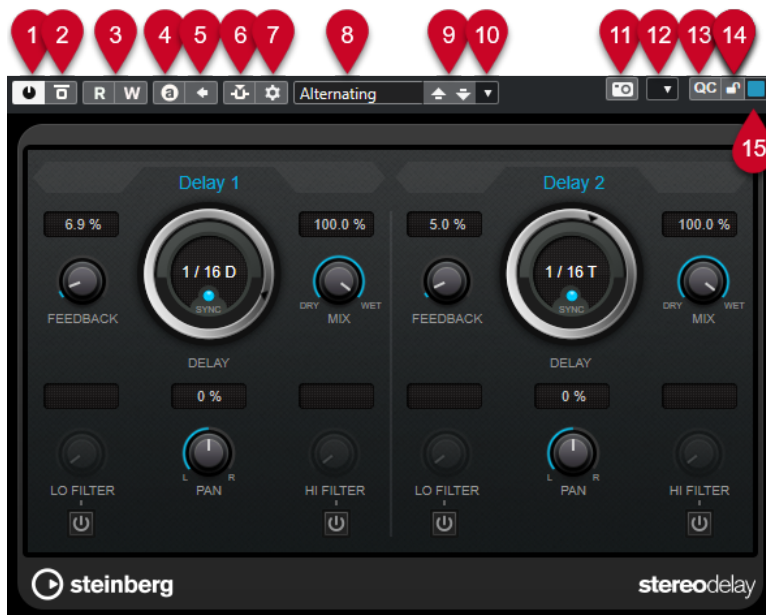 1 2 3 4 5 6 7 8 9 10 11 12 13 14
R W a Alternating QC
15
Delay 1 Delay 2
6.9 % 100.0 % 5.0 % 100.0 %
1 / 16 D 1 / 16 T
SYNC SYNC
DRY WET DRY WET
FEEDBACK MIX FEEDBACK MIX
DELAY DELAY
0 % 0 %
L R L R
LO FILTER PAN HI FILTER LO FILTER PAN HI FILTER
steinberg stereodelay